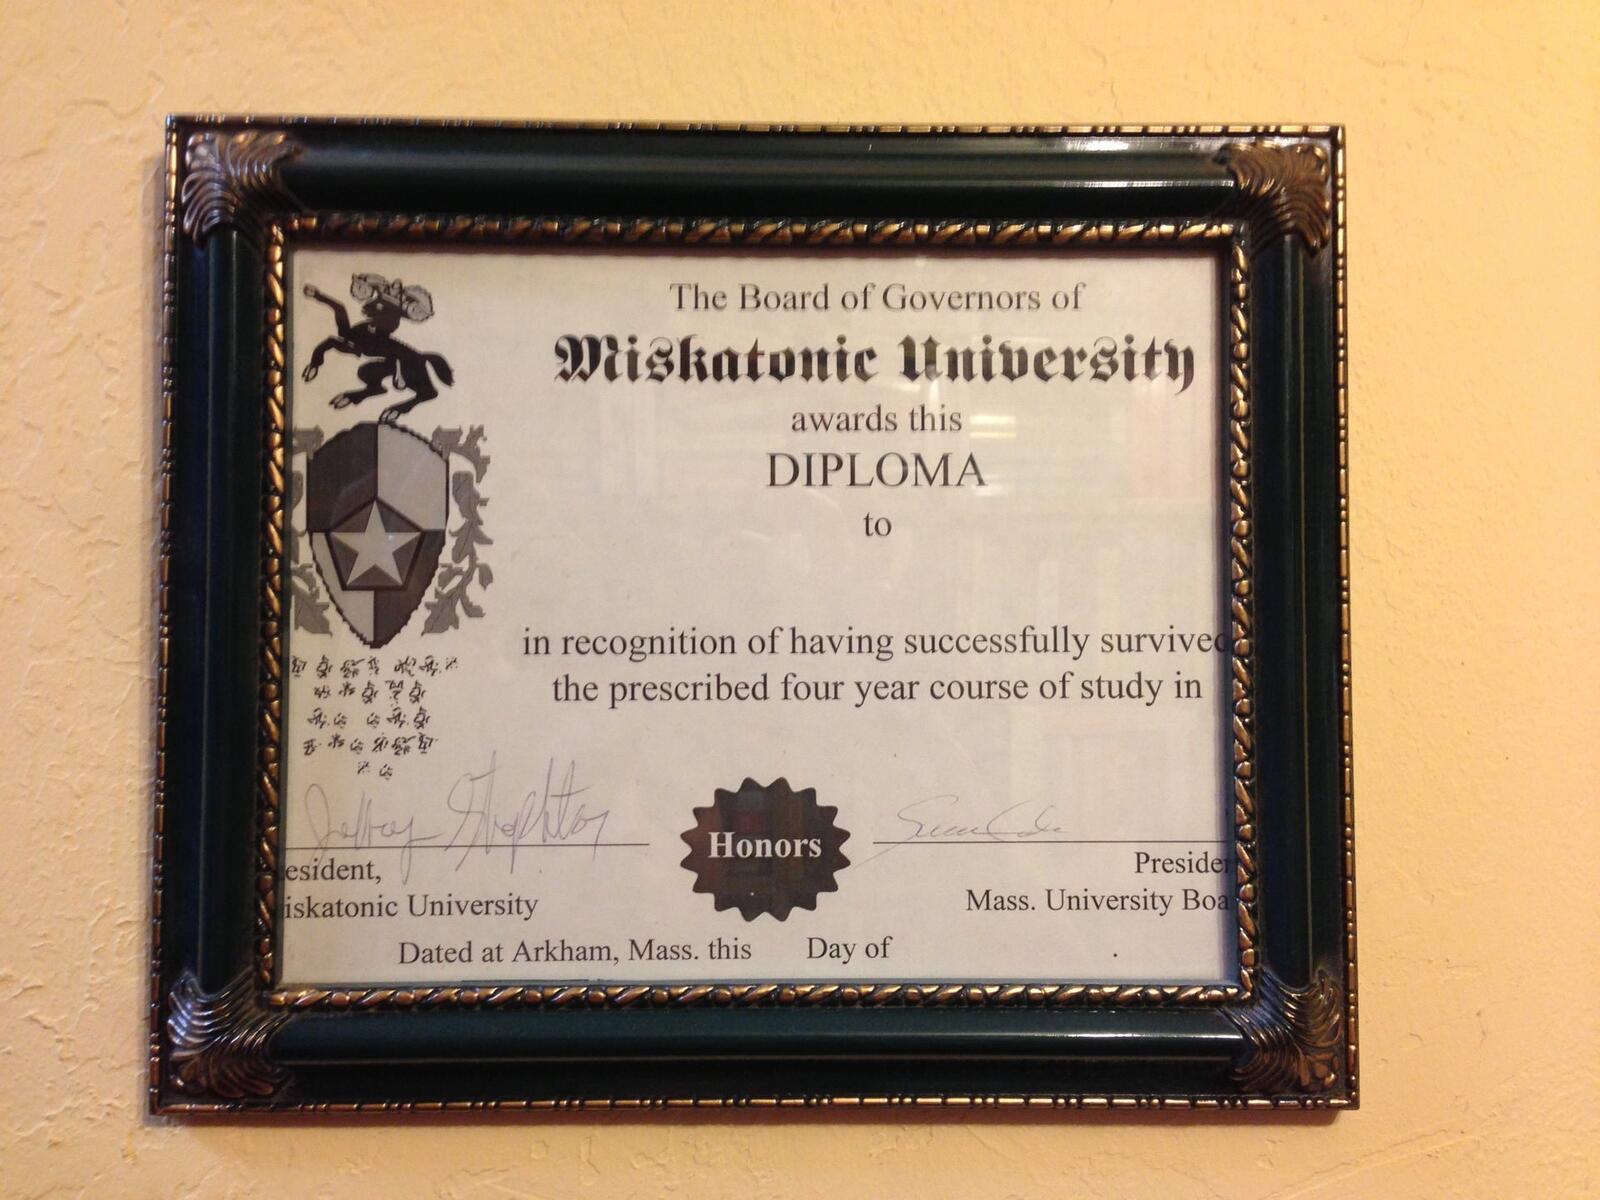 The Board of Governors of
Miskatonic University
awards this
DIPLOMA
to
in recognition of having successfully survived
the prescribed four year course of study in
Honors
esident,
iskatonic University
Presiden
Mass. University Boa
Dated at Arkham, Mass. this Day of .